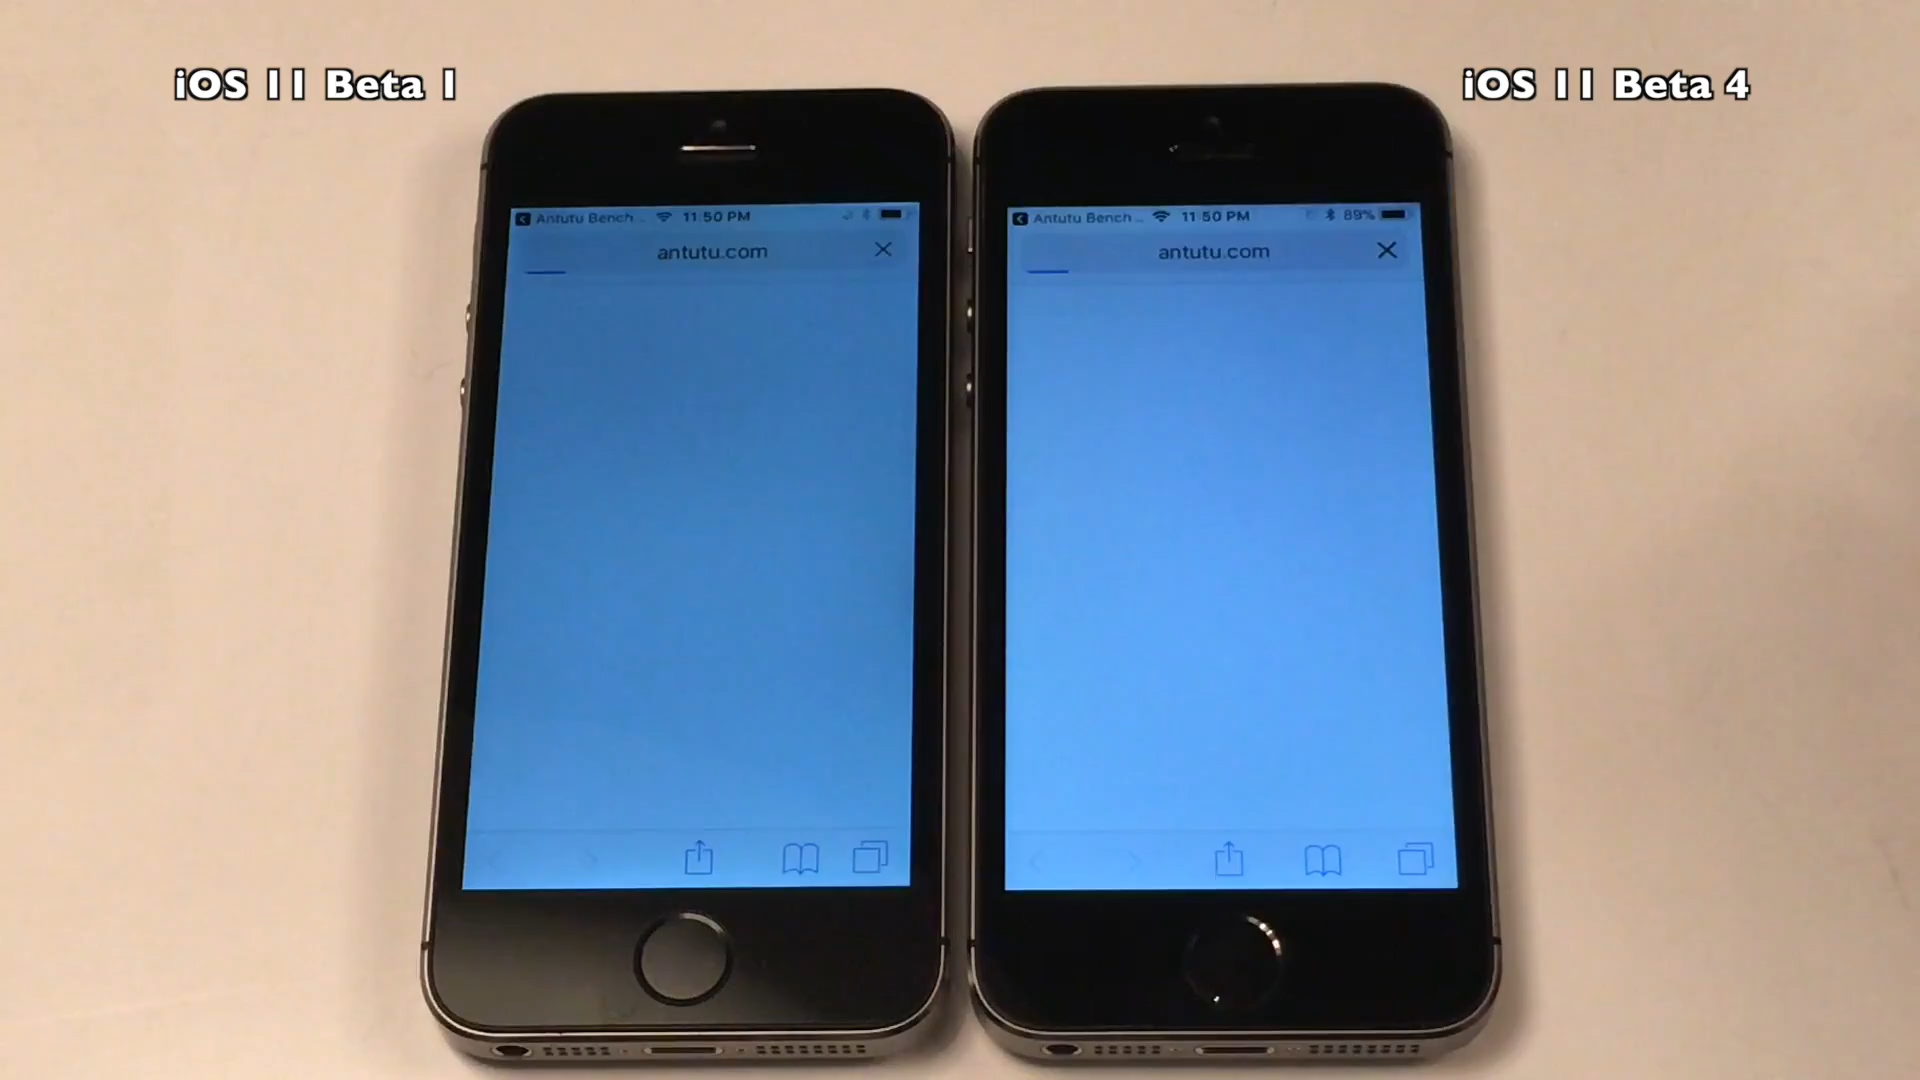 iOS 11 Beta 1
iOS 11 Beta 4
Antutu Bench... 11:50 PM
antutu.com
Antutu Bench... 11:50 PM 89%
antutu.com